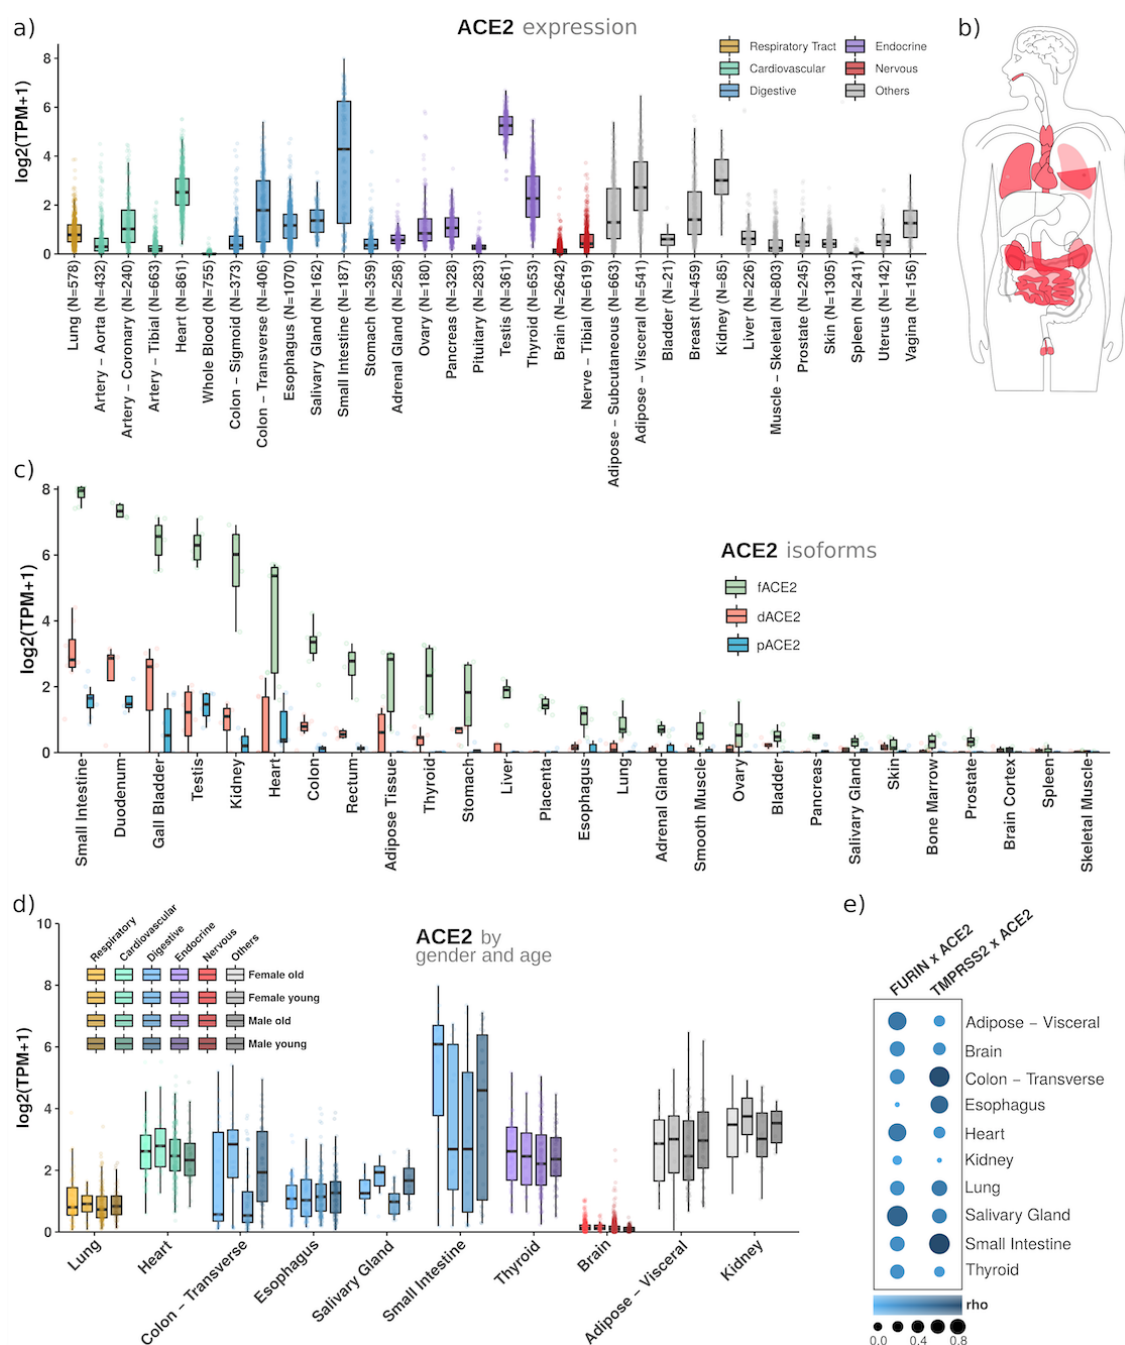 a)
ACE2 expression
b)
log2(TPM+1)
8
6
4
2
0
Respiratory Tract
Cardiovascular
Digestive
Endocrine
Nervous
Others
Lung (N=578)
Artery – Aorta (N=432)
Artery – Coronary (N=240)
Artery – Tibial (N=663)
Heart (N=861)
Whole Blood (N=755)
Colon – Sigmoid (N=373)
Colon – Transverse (N=406)
Esophagus (N=1070)
Salivary Gland (N=162)
Small Intestine (N=187)
Stomach (N=359)
Adrenal Gland (N=258)
Ovary (N=180)
Pancreas (N=328)
Pituitary (N=283)
Testis (N=361)
Thyroid (N=653)
Brain (N=2642)
Nerve – Tibial (N=619)
Adipose – Subcutaneous (N=663)
Adipose – Visceral (N=541)
Bladder (N=21)
Breast (N=459)
Kidney (N=85)
Liver (N=226)
Muscle – Skeletal (N=803)
Prostate (N=245)
Skin (N=1305)
Spleen (N=241)
Uterus (N=142)
Vagina (N=156)
c)
log2(TPM+1)
8
6
4
2
0
ACE2 isoforms
fACE2
dACE2
pACE2
Small Intestine
Duodenum
Gall Bladder
Testis
Kidney
Heart
Colon
Rectum
Adipose Tissue
Thyroid
Stomach
Liver
Placenta
Esophagus
Lung
Adrenal Gland
Smooth Muscle
Ovary
Bladder
Pancreas
Salivary Gland
Skin
Bone Marrow
Prostate
Brain Cortex
Spleen
Skeletal Muscle
d)
log2(TPM+1)
10
8
6
4
2
0
Respiratory
Cardiovascular
Digestive
Endocrine
Nervous
Others
Female old
Female young
Male old
Male young
ACE2 by
gender and age
Lung
Heart
Colon – Transverse
Esophagus
Salivary Gland
Small Intestine
Thyroid
Brain
Adipose – Visceral
Kidney
e)
FURIN x ACE2
TMPRSS2 x ACE2
Adipose – Visceral
Brain
Colon – Transverse
Esophagus
Heart
Kidney
Lung
Salivary Gland
Small Intestine
Thyroid
rho
0.0 0.4 0.8